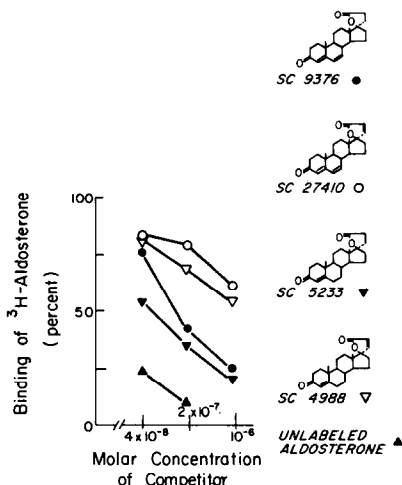 SC 9376 ●
SC 27410 ○
SC 5233 ▼
SC 4988 ▽
UNLABELED
ALDOSTERONE ▲
Binding of ³H-Aldosterone
(percent)
100
50
0
4 x 10⁻⁸
2 x 10⁻⁷
10⁻⁶
Molar Concentration
of Competitor